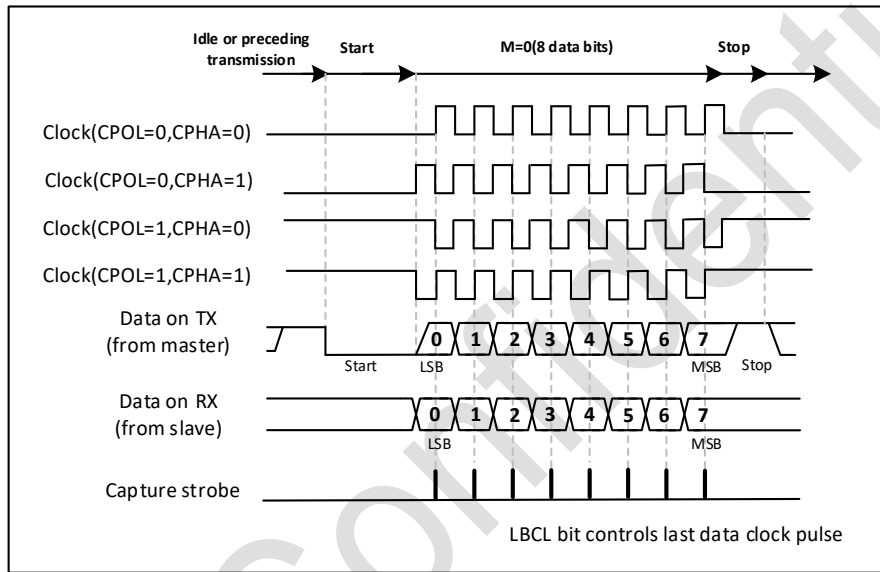 Idle or preceding
transmission
Start
M=0(8 data bits)
Stop
Clock(CPOL=0,CPHA=0)
Clock(CPOL=0,CPHA=1)
Clock(CPOL=1,CPHA=0)
Clock(CPOL=1,CPHA=1)
Data on TX
(from master)
0 1 2 3 4 5 6 7
Start LSB MSB Stop
Data on RX
(from slave)
0 1 2 3 4 5 6 7
LSB MSB
Capture strobe
LBCL bit controls last data clock pulse
Confidenti